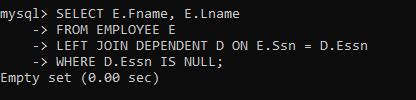 mysql> SELECT E.Fname, E.Lname
    -> FROM EMPLOYEE E
    -> LEFT JOIN DEPENDENT D ON E.Ssn = D.Essn
    -> WHERE D.Essn IS NULL;
Empty set (0.00 sec)